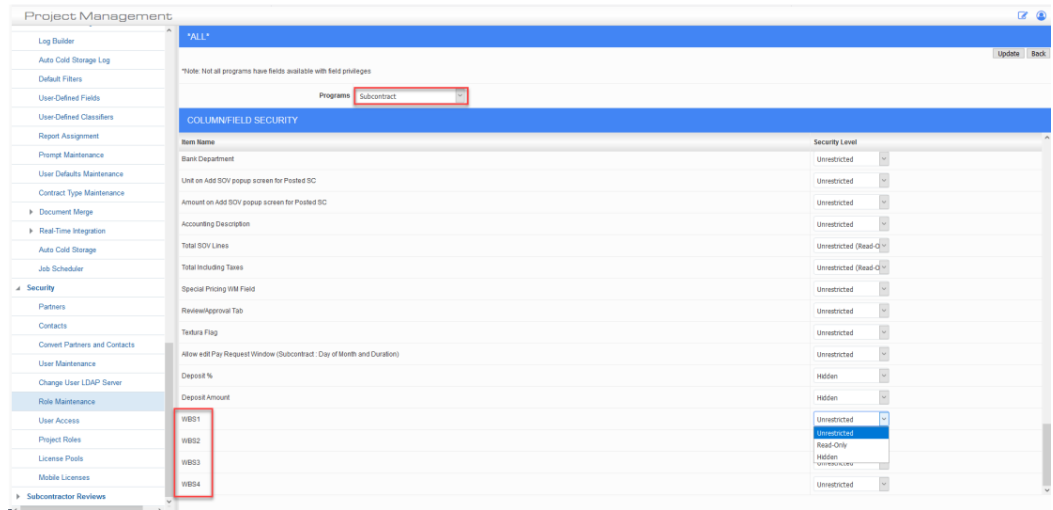 Project Management
Log Builder
Auto Cold Storage Log
Default Filters
User-Defined Fields
User-Defined Classifiers
Report Assignment
Prompt Maintenance
User Defaults Maintenance
Contract Type Maintenance
Document Merge
Real-Time Integration
Auto Cold Storage
Job Scheduler
Security
Partners
Contacts
Convert Partners and Contacts
User Maintenance
Change User LDAP Server
Role Maintenance
User Access
Project Roles
License Pools
Mobile Licenses
Subcontractor Reviews
*ALL*
Update Back
*Note: Not all programs have fields available with field privileges
Programs Subcontract
COLUMN/FIELD SECURITY
Item Name Security Level
Bank Department Unrestricted
Unit on Add SOV popup screen for Posted SC Unrestricted
Amount on Add SOV popup screen for Posted SC Unrestricted
Accounting Description Unrestricted
Total SOV Lines Unrestricted (Read-O
Total Including Taxes Unrestricted (Read-O
Special Pricing WM Field Unrestricted
Review/Approval Tab Unrestricted
Textura Flag Unrestricted
Allow edit Pay Request Window (Subcontract : Day of Month and Duration) Unrestricted
Deposit % Hidden
Deposit Amount Hidden
WBS1 Unrestricted
Unrestricted
WBS2 Read-Only
Hidden
WBS3 Unrestricted
WBS4 Unrestricted